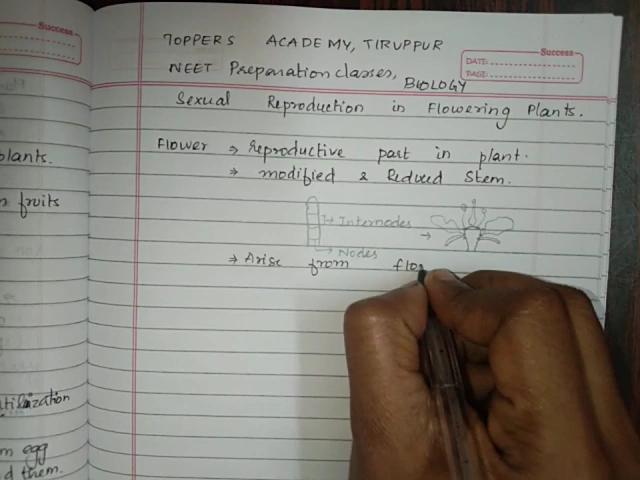 Success
Success
TOPPERS ACADEMY, TIRUPPUR
DATE:
PAGE:
NEET Preparation classes,
BIOLOGY
Sexual Reproduction in Flowering Plants.
Flower → Reproductive part in plant.
→ modified & Reduced Stem.
→ Internodes
→
→ Nodes
→ Arise from flo
plants.
fruits
egg
d them.